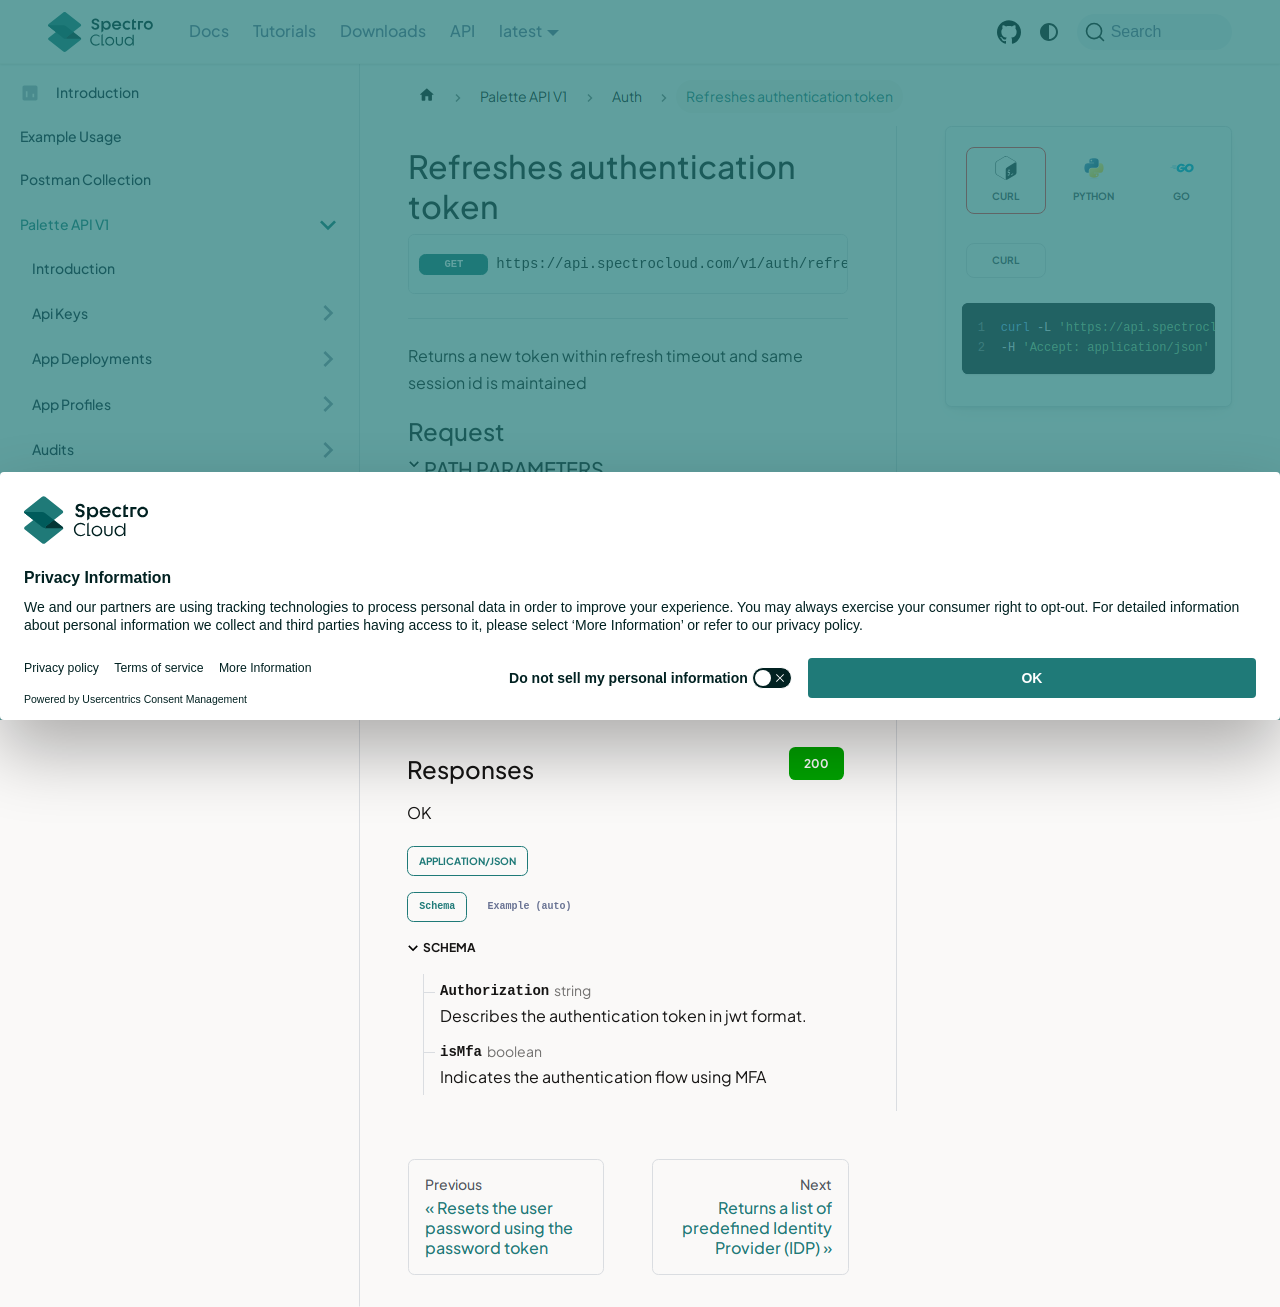 Spectro Cloud
Docs
Tutorials
Downloads
API
latest
Search
Introduction
Example Usage
Postman Collection
Palette API V1
Introduction
Api Keys
App Deployments
App Profiles
Audits
Palette API V1
Auth
Refreshes authentication token
Refreshes authentication
token
GET https://api.spectrocloud.com/v1/auth/refre
Returns a new token within refresh timeout and same
session id is maintained
Request
PATH PARAMETERS
CURL
PYTHON
GO
CURL
1 curl -L 'https://api.spectrocl
2 -H 'Accept: application/json'
Spectro
Cloud
Privacy Information
We and our partners are using tracking technologies to process personal data in order to improve your experience. You may always exercise your consumer right to opt-out. For detailed information
about personal information we collect and third parties having access to it, please select ‘More Information’ or refer to our privacy policy.
Privacy policy
Terms of service
More Information
Powered by Usercentrics Consent Management
Do not sell my personal information
OK
Responses
200
OK
APPLICATION/JSON
Schema
Example (auto)
SCHEMA
Authorization string
Describes the authentication token in jwt format.
isMfa boolean
Indicates the authentication flow using MFA
Previous
« Resets the user
password using the
password token
Next
Returns a list of
predefined Identity
Provider (IDP) »